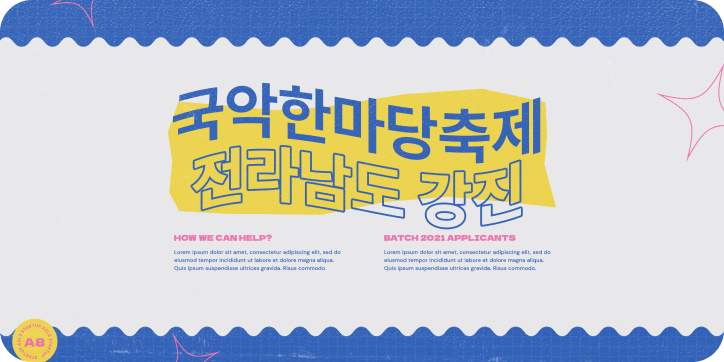 국악한마당축제
전라남도 강진
HOW WE CAN HELP?
Lorem ipsum dolor sit amet, consectetur adipiscing elit, sed do
eiusmod tempor incididunt ut labore et dolore magna aliqua.
Quis ipsum suspendisse ultrices gravida. Risus commodo.
BATCH 2021 APPLICANTS
Lorem ipsum dolor sit amet, consectetur adipiscing elit, sed do
eiusmod tempor incididunt ut labore et dolore magna aliqua.
Quis ipsum suspendisse ultrices gravida. Risus commodo.
A8